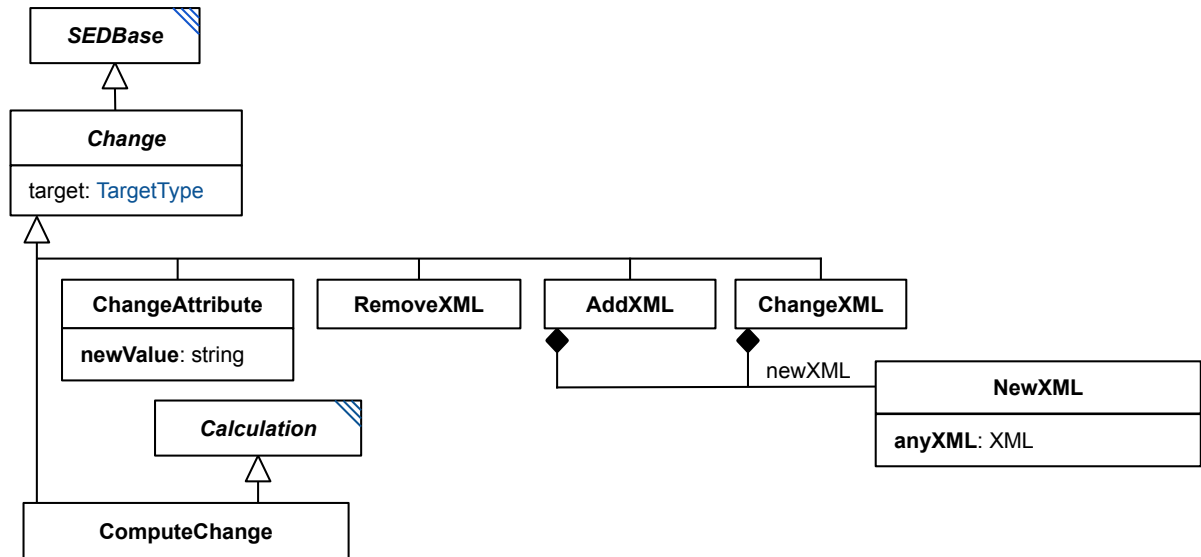 SEDBase
Change
target: TargetType
ChangeAttribute
newValue: string
RemoveXML
AddXML
ChangeXML
newXML
NewXML
anyXML: XML
Calculation
ComputeChange